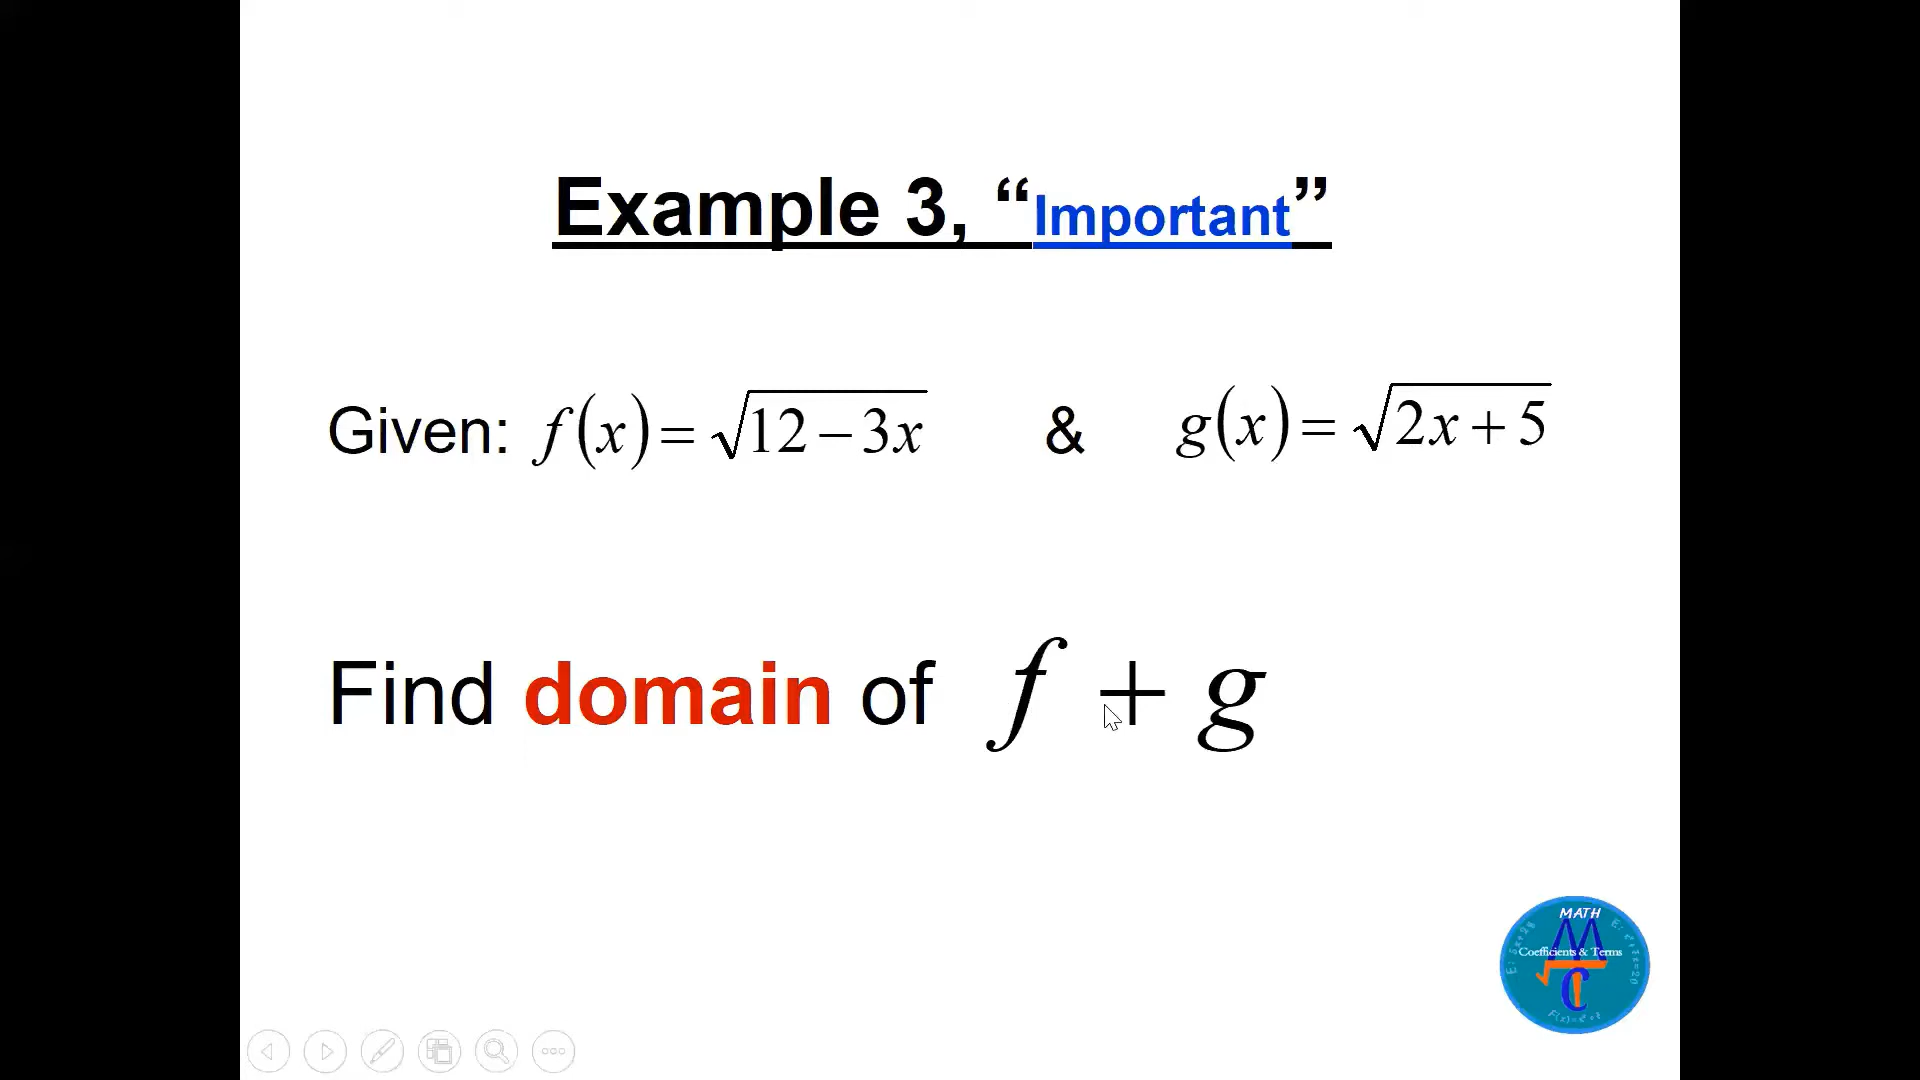 Example 3, “Important”
Given: f(x) = √12 − 3x & g(x) = √2x + 5
Find domain of f + g
MATH
Coefficients & Terms